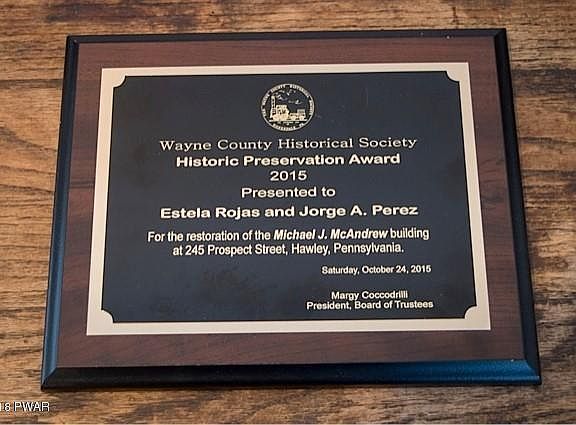 Wayne County Historical Society
Historic Preservation Award
2015
Presented to
Estela Rojas and Jorge A. Perez
For the restoration of the Michael J. McAndrew building
at 245 Prospect Street, Hawley, Pennsylvania.
Saturday, October 24, 2015
Margy Coccodrilli
President, Board of Trustees
PWAR